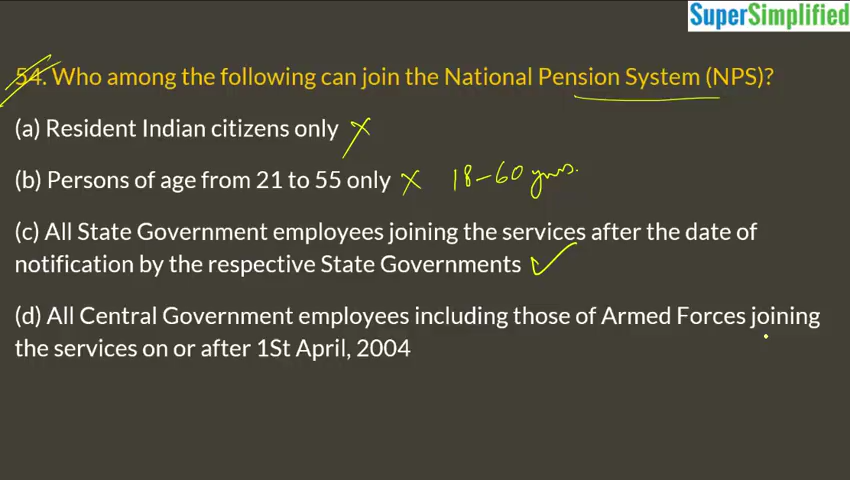 SuperSimplified
54. Who among the following can join the National Pension System (NPS)?
(a) Resident Indian citizens only
(b) Persons of age from 21 to 55 only 18-60 yrs.
(c) All State Government employees joining the services after the date of
notification by the respective State Governments
(d) All Central Government employees including those of Armed Forces joining
the services on or after 1St April, 2004